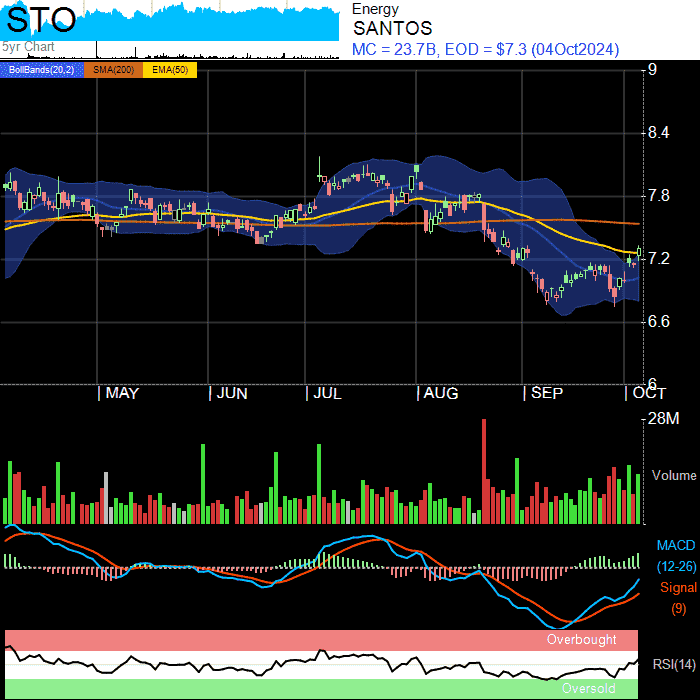 STO
5yr Chart
Energy
SANTOS
MC = 23.7B, EOD = $7.3 (04Oct2024)
BollBands(20,2) SMA(200) EMA(50)
9
8.4
7.8
7.2
6.6
6
MAY JUN JUL AUG SEP OCT
28M
Volume
MACD
(12-26)
Signal
(9)
Overbought
RSI(14)
Oversold